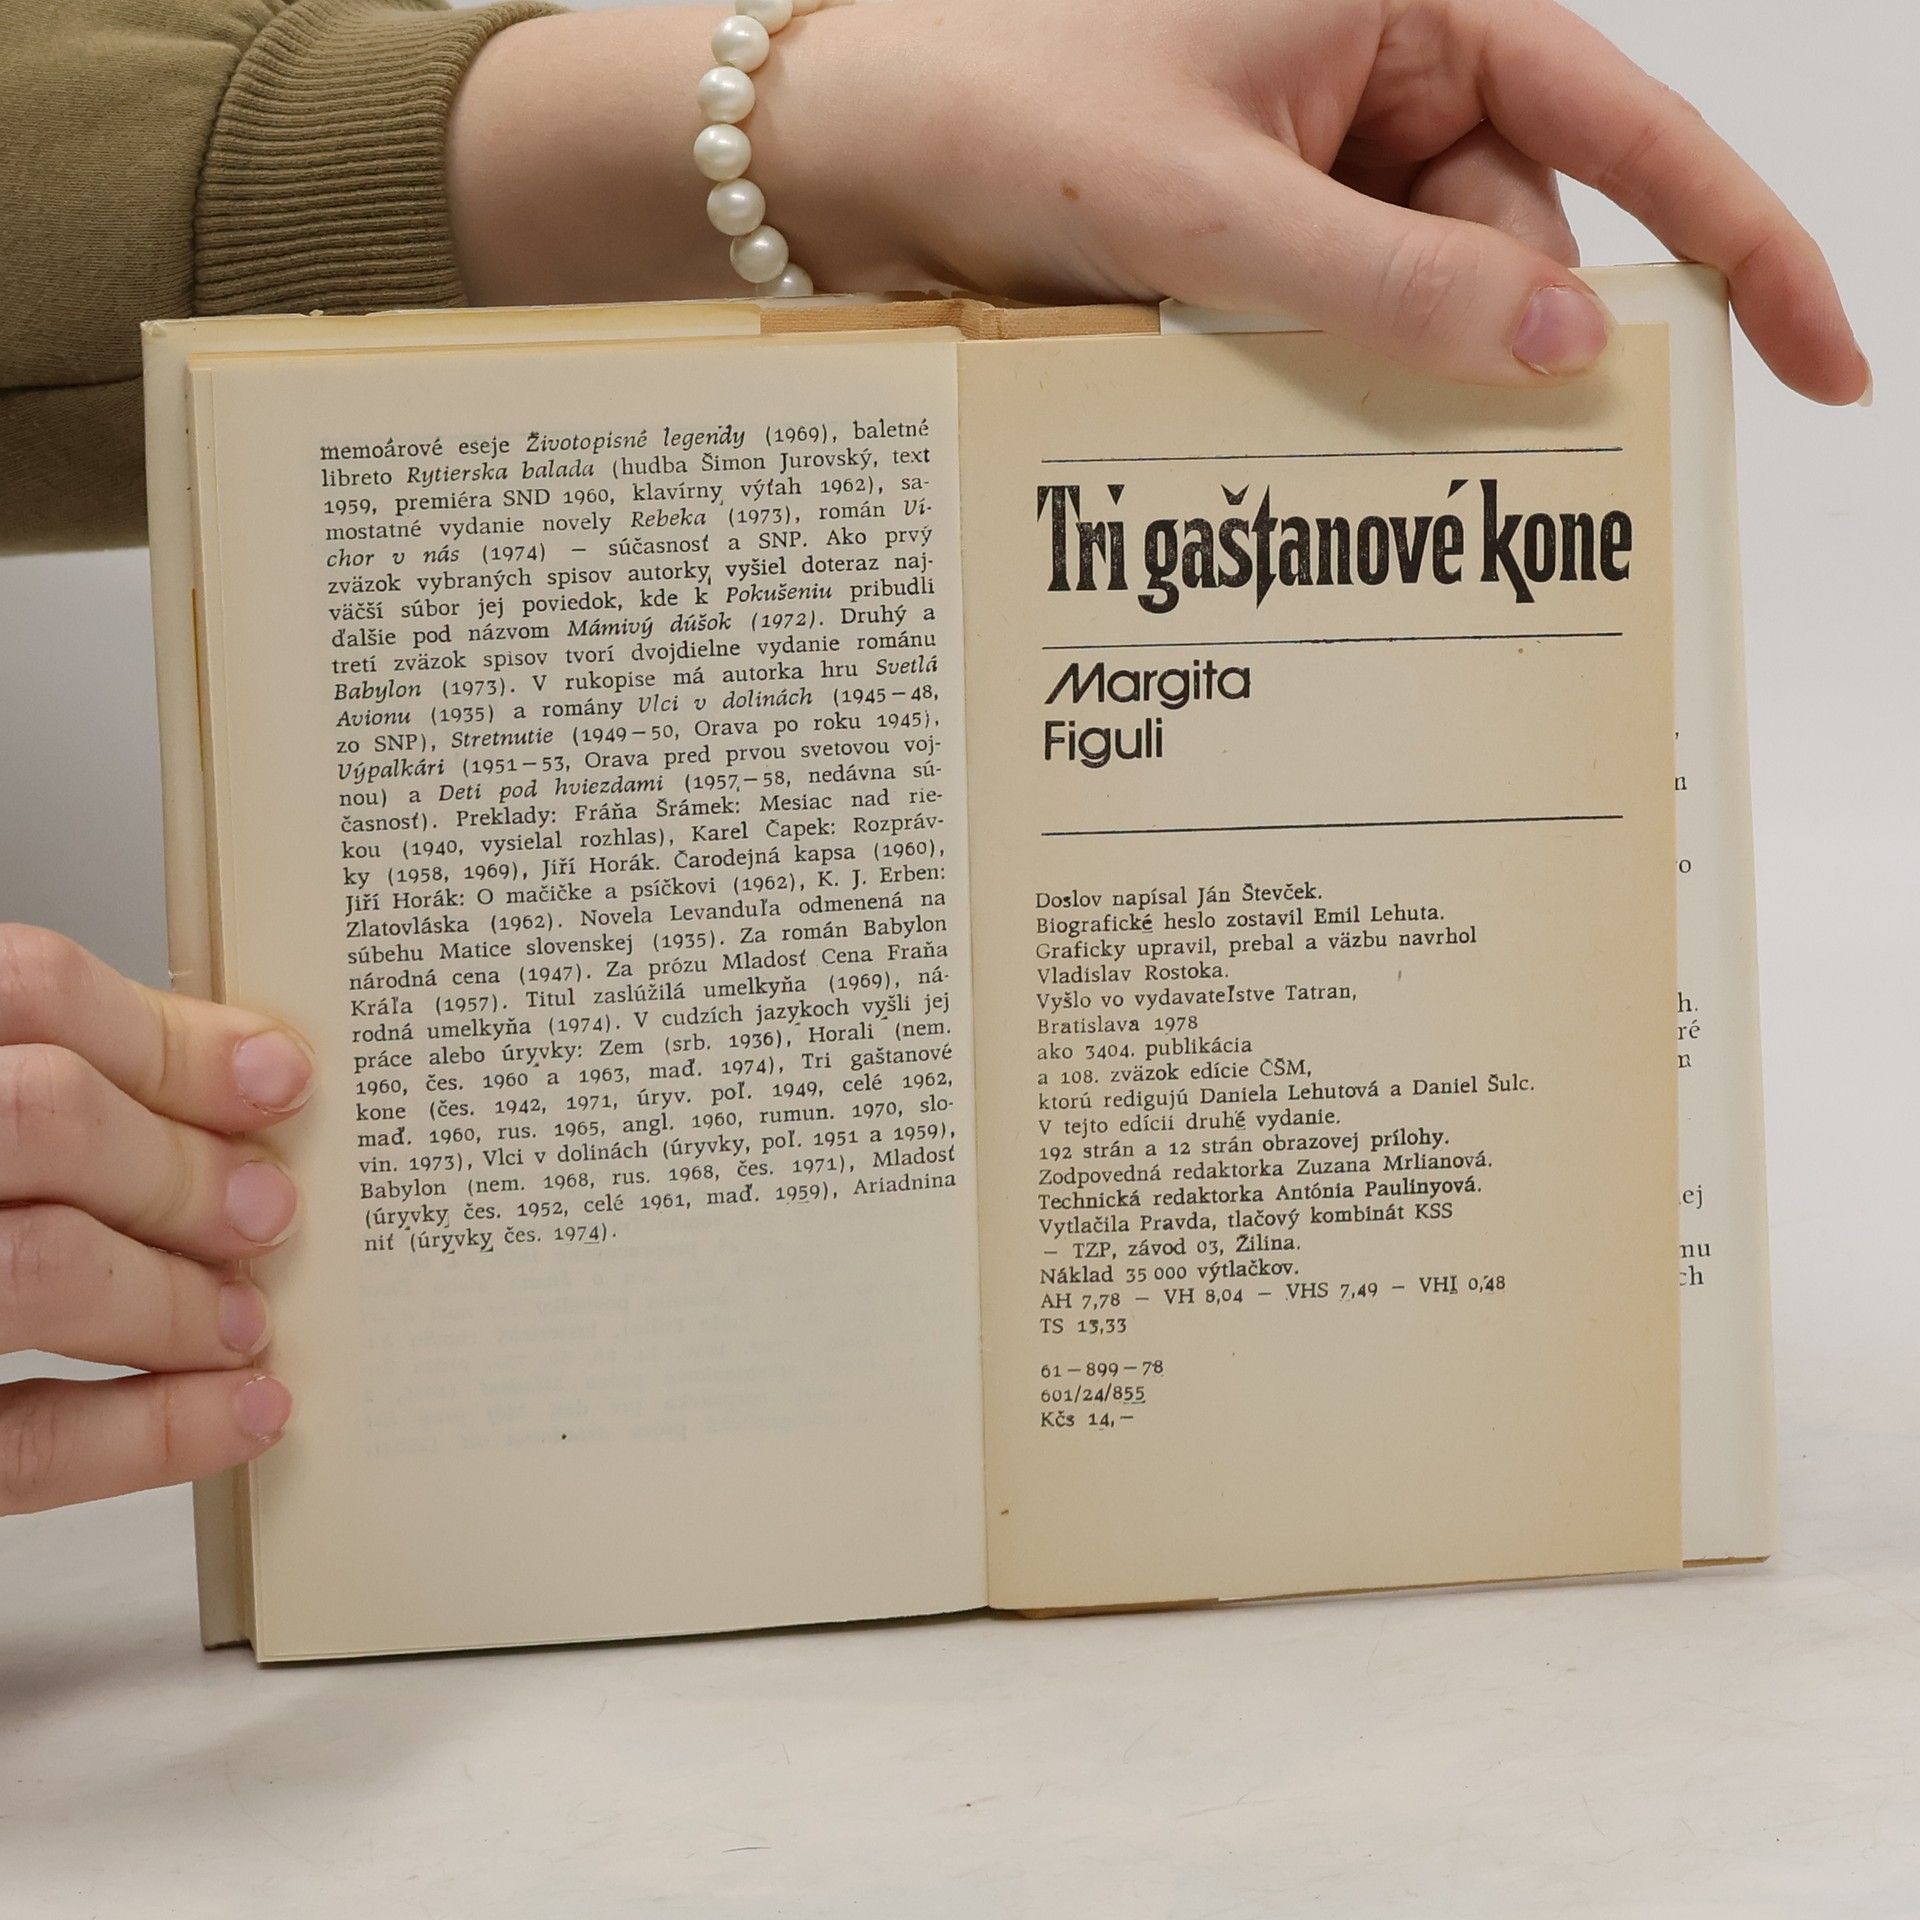 memoárové eseje Životopisné legendy (1969), baletné
libreto Rytierska balada (hudba Šimon Jurovský, text
1959, premiéra SND 1960, klavírny výťah 1962), sa-
mostatné vydanie novely Rebeka (1973), román Ví-
chor v nás (1974) — súčasnosť a SNP. Ako prvý
zväzok vybraných spisov autorky vyšiel doteraz naj-
väčší súbor jej poviedok, kde k Pokušeniu pribudli
ďalšie pod názvom Mámivý dúšok (1972). Druhý a
tretí zväzok spisov tvorí dvojdielne vydanie románu
Babylon (1973). V rukopise má autorka hru Svetlá
Avionu (1935) a romány Vlci v dolinách (1945—48,
zo SNP), Stretnutie (1949—50, Orava po roku 1945),
Výpalkári (1951—53, Orava pred prvou svetovou voj-
nou) a Deti pod hviezdami (1957—58, nedávna sú-
časnosť). Preklady: Fráňa Šrámek: Mesiac nad rie-
kou (1940, vysielal rozhlas), Karel Čapek: Rozpráv-
ky (1958, 1969), Jiří Horák. Čarodejná kapsa (1960),
Jiří Horák: O mačičke a psíčkovi (1962), K. J. Erben:
Zlatovláska (1962). Novela Levanduľa odmenená na
súbehu Matice slovenskej (1935). Za román Babylon
národná cena (1947). Za prózu Mladosť Cena Fraňa
Kráľa (1957). Titul zaslúžilá umelkyňa (1969), ná-
rodná umelkyňa (1974). V cudzích jazykoch vyšli jej
práce alebo úryvky: Zem (srb. 1936), Horali (nem.
1960, čes. 1960 a 1963, maď. 1974), Tri gaštanové
kone (čes. 1942, 1971, úryv. poľ. 1949, celé 1962,
maď. 1960, rus. 1965, angl. 1960, rumun. 1970, slo-
vin. 1973), Vlci v dolinách (úryvky, poľ. 1951 a 1959),
Babylon (nem. 1968, rus. 1968, čes. 1971), Mladosť
(úryvky čes. 1952, celé 1961, maď. 1959), Ariadnina
niť (úryvky čes. 1974).
Tri gaštanové kone
Margita
Figuli
Doslov napísal Ján Števček.
Biografické heslo zostavil Emil Lehuta.
Graficky upravil, prebal a väzbu navrhol
Vladislav Rostoka.
Vyšlo vo vydavateľstve Tatran,
Bratislava 1978
ako 3404. publikácia
a 108. zväzok edície ČŠM,
ktorú redigujú Daniela Lehutová a Daniel Šulc.
V tejto edícii druhé vydanie.
192 strán a 12 strán obrazovej prílohy.
Zodpovedná redaktorka Zuzana Mrlianová.
Technická redaktorka Antónia Paulinyová.
Vytlačila Pravda, tlačový kombinát KSS
— TZP, závod 03, Žilina.
Náklad 35 000 výtlačkov.
AH 7,78 — VH 8,04 — VHS 7,49 — VHI 0,48
TS 13,33
61—899—78
601/24/855
Kčs 14,—